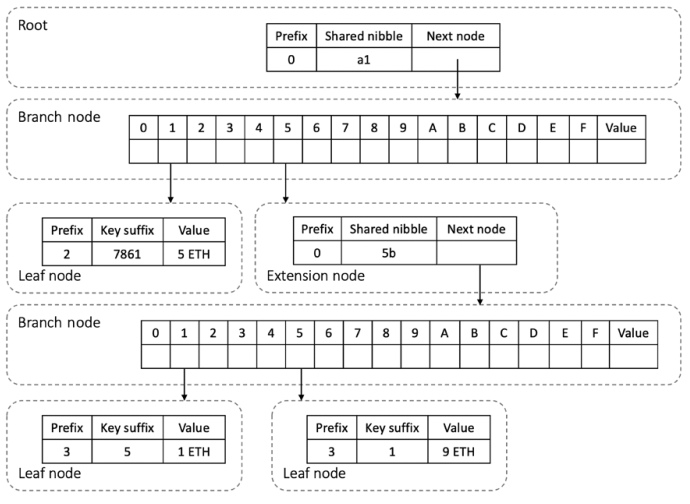 Root
Prefix Shared nibble Next node
0 a1
Branch node
0 1 2 3 4 5 6 7 8 9 A B C D E F Value
Prefix Key suffix Value
2 7861 5 ETH
Leaf node
Prefix Shared nibble Next node
0 5b
Extension node
Branch node
0 1 2 3 4 5 6 7 8 9 A B C D E F Value
Prefix Key suffix Value
3 5 1 ETH
Leaf node
Prefix Key suffix Value
3 1 9 ETH
Leaf node